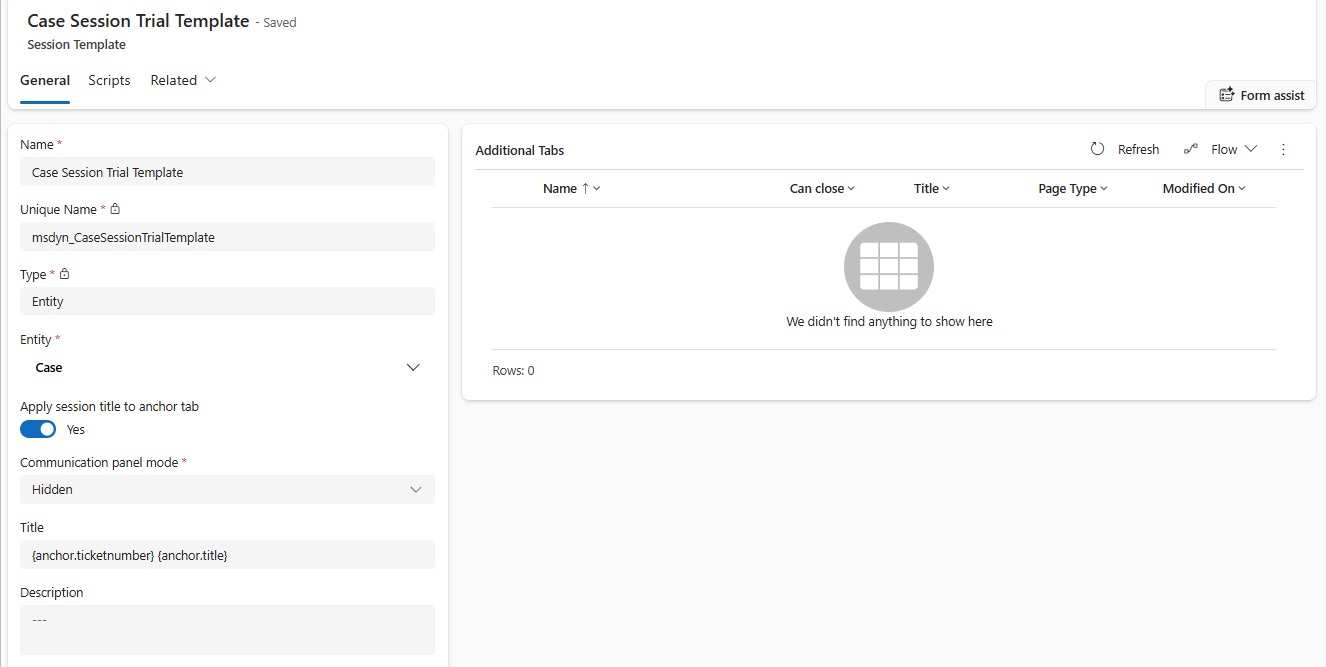 Case Session Trial Template - Saved
Session Template
General Scripts Related
Form assist
Name *
Case Session Trial Template
Unique Name *
msdyn_CaseSessionTrialTemplate
Type *
Entity
Entity *
Case
Apply session title to anchor tab
Yes
Communication panel mode *
Hidden
Title
{anchor.ticketnumber} {anchor.title}
Description
---
Additional Tabs Refresh Flow
Name ↑ Can close Title Page Type Modified On
We didn't find anything to show here
Rows: 0